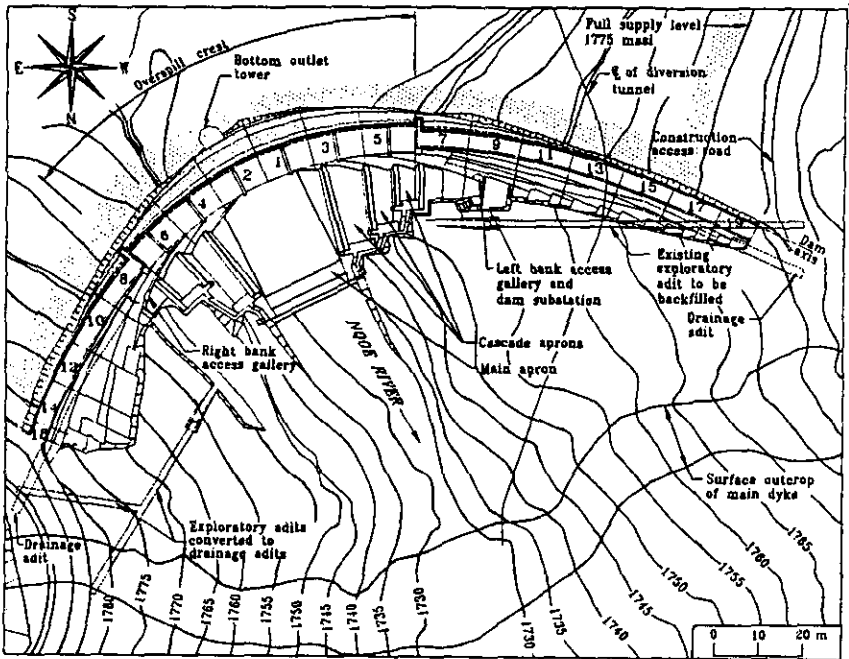 S
E
W
N
Overspill crest
Bottom outlet
tower
Full supply level
1775 masl
℄ of diversion
tunnel
Construction
access road
Dam
axis
16
14
12
10
8
6
4
2
1
3
5
7
9
11
13
15
17
19
Left bank access
gallery and
dam substation
Existing
exploratory
adit to be
backfilled
Drainage
adit
Cascade aprons
Main apron
Right bank
access gallery
NQOE RIVER
Surface outcrop
of main dyke
Exploratory adits
converted to
drainage adits
Drainage
adit
1780
1775
1770
1765
1760
1755
1750
1745
1740
1735
1730
1730
1735
1740
1745
1750
1755
1760
1765
0 10 20 m